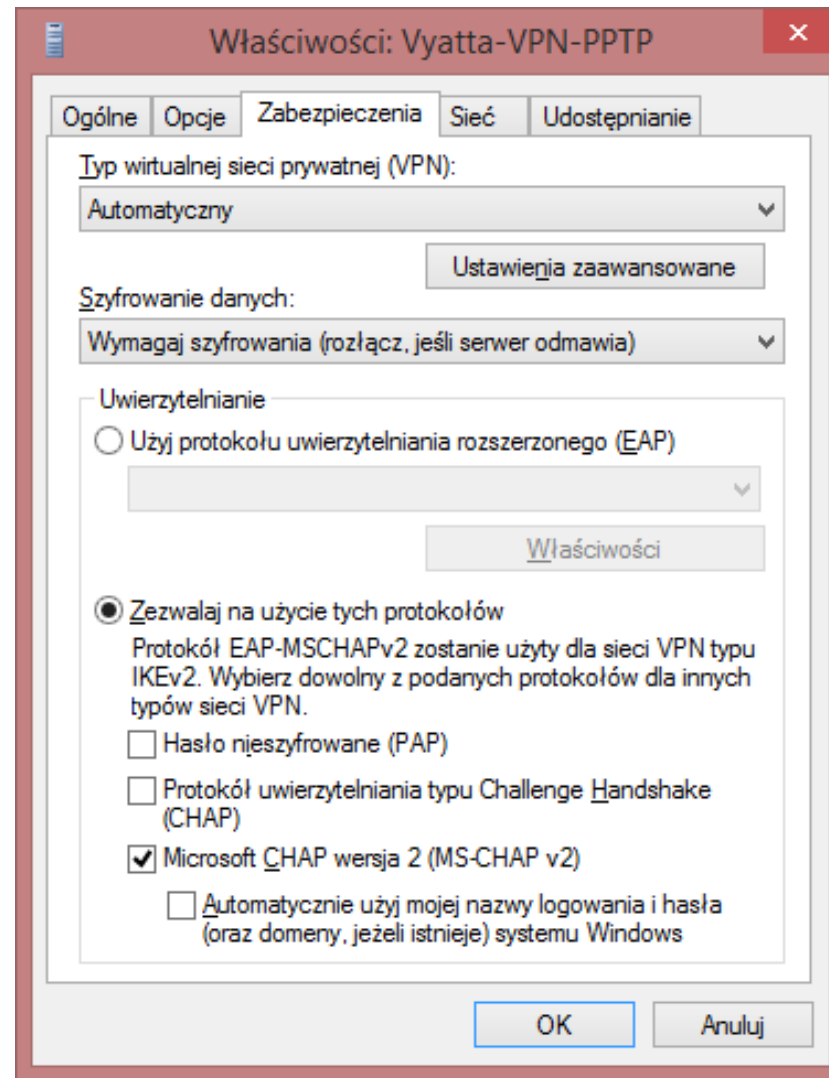 Właściwości: Vyatta-VPN-PPTP
Ogólne Opcje Zabezpieczenia Sieć Udostępnianie
Typ wirtualnej sieci prywatnej (VPN):
Automatyczny
Ustawienia zaawansowane
Szyfrowanie danych:
Wymagaj szyfrowania (rozłącz, jeśli serwer odmawia)
Uwierzytelnianie
Użyj protokołu uwierzytelniania rozszerzonego (EAP)
Właściwości
Zezwalaj na użycie tych protokołów
Protokół EAP-MSCHAPv2 zostanie użyty dla sieci VPN typu
IKEv2. Wybierz dowolny z podanych protokołów dla innych
typów sieci VPN.
Hasło nieszyfrowane (PAP)
Protokół uwierzytelniania typu Challenge Handshake
(CHAP)
Microsoft CHAP wersja 2 (MS-CHAP v2)
Automatycznie użyj mojej nazwy logowania i hasła
(oraz domeny, jeżeli istnieje) systemu Windows
OK Anuluj